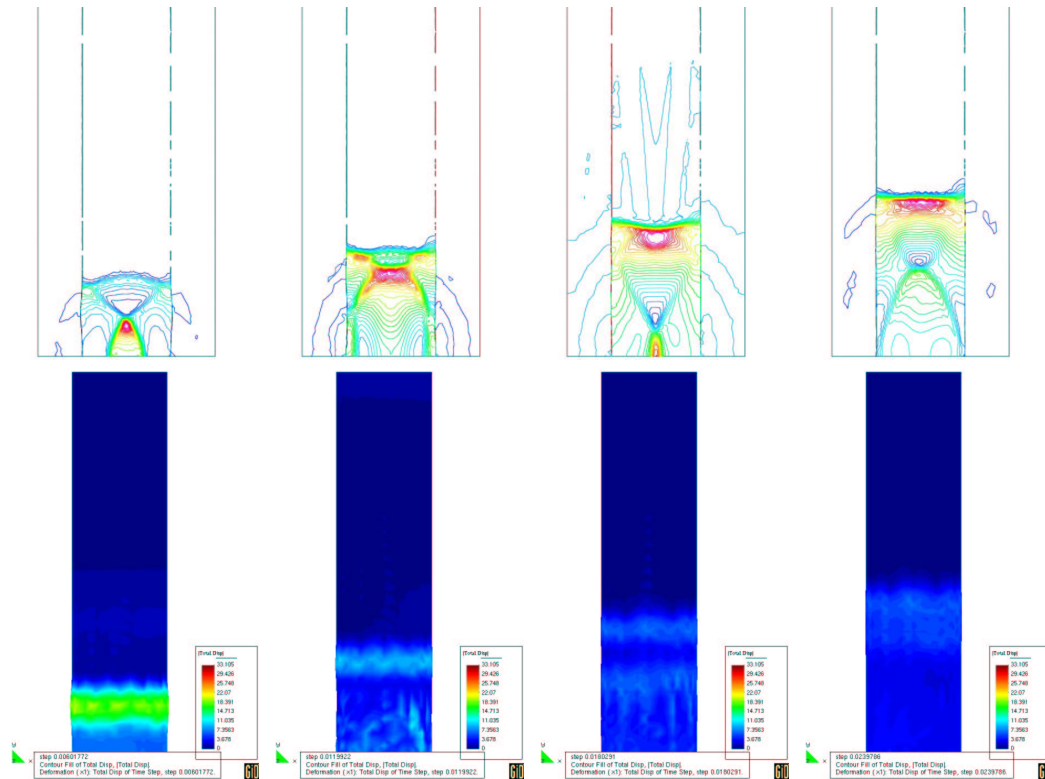 |Total Disp|
33.105
29.426
25.748
22.07
18.391
14.713
11.035
7.3563
3.678
0
y
z x
step 0.00601772
Contour Fill of Total Disp, |Total Disp|.
Deformation (×1): Total Disp of Time Step, step 0.00601772.
GiD
|Total Disp|
33.105
29.426
25.748
22.07
18.391
14.713
11.035
7.3563
3.678
0
y
z x
step 0.0119922
Contour Fill of Total Disp, |Total Disp|.
Deformation (×1): Total Disp of Time Step, step 0.0119922.
GiD
|Total Disp|
33.105
29.426
25.748
22.07
18.391
14.713
11.035
7.3563
3.678
0
y
z x
step 0.0180291
Contour Fill of Total Disp, |Total Disp|.
Deformation (×1): Total Disp of Time Step, step 0.0180291.
GiD
|Total Disp|
33.105
29.426
25.748
22.07
18.391
14.713
11.035
7.3563
3.678
0
y
z x
step 0.0239786
Contour Fill of Total Disp, |Total Disp|.
Deformation (×1): Total Disp of Time Step, step 0.0239786.
GiD